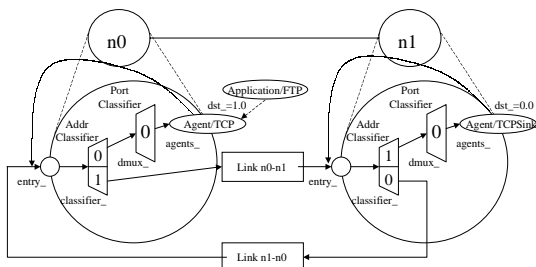 n0
n1
Port
Classifier
dst_=1.0
Application/FTP
Addr
Classifier
0
Agent/TCP
0
1
dmux_
agents_
entry_
classifier_
Link n0-n1
Port
Classifier
dst_=0.0
Addr
Classifier
0
Agent/TCPSink
1
0
dmux_
agents_
entry_
classifier_
Link n1-n0